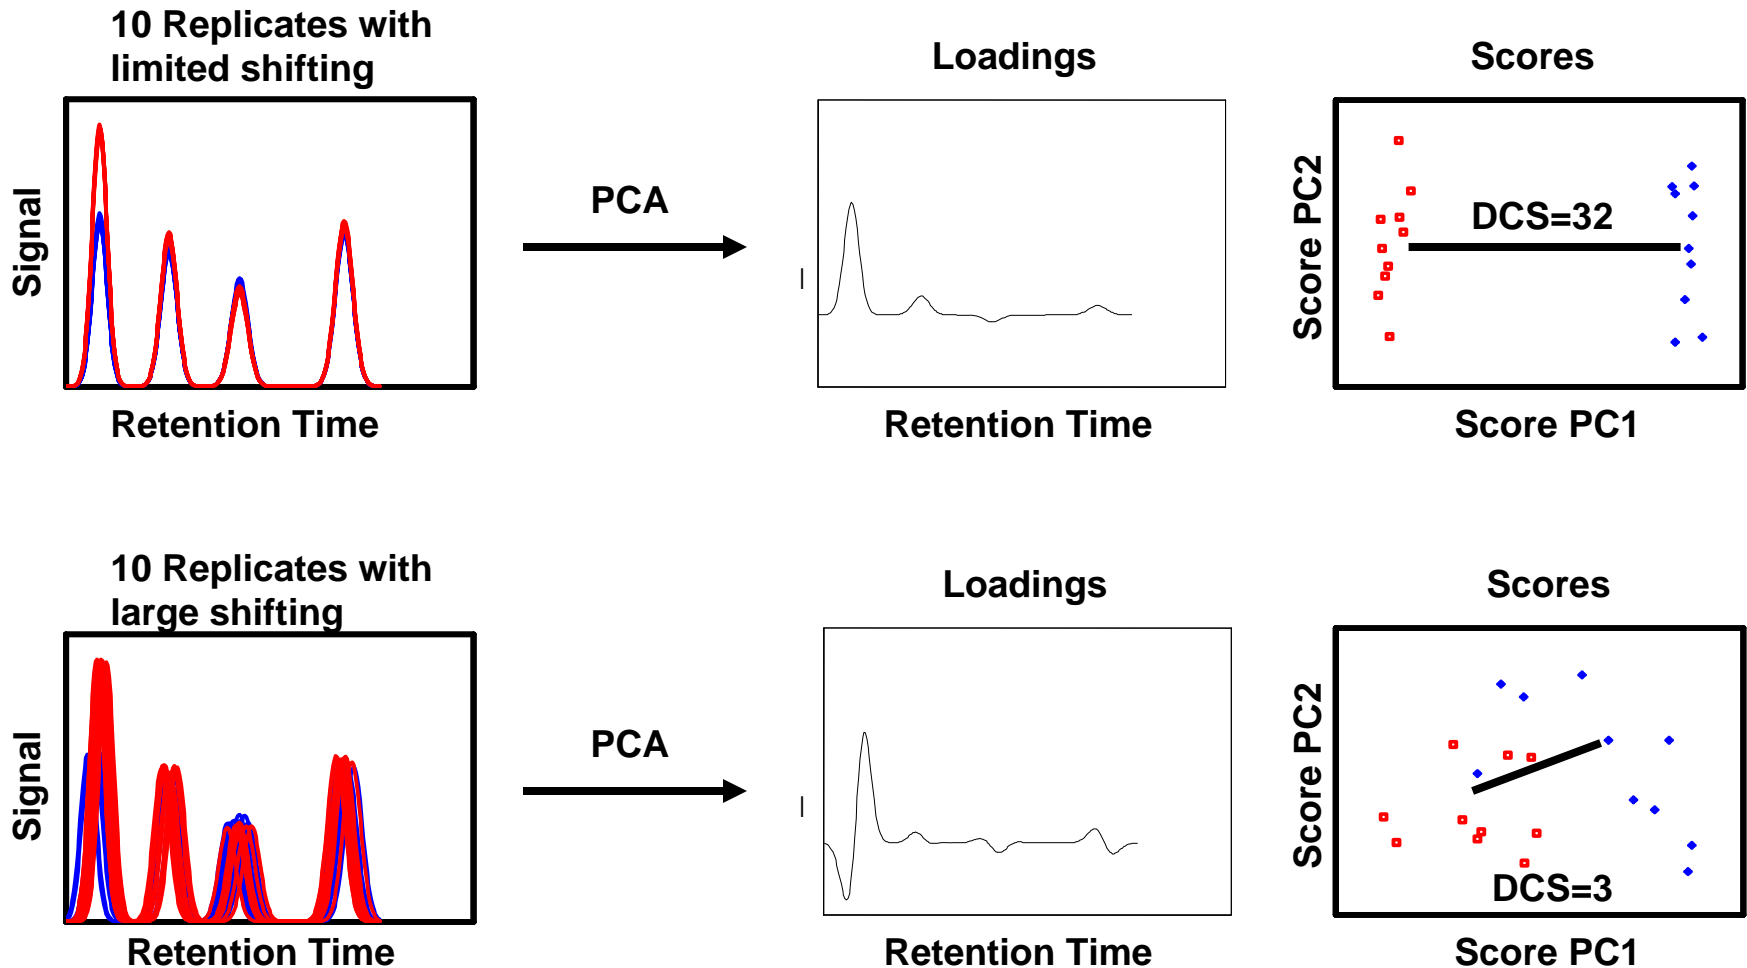 10 Replicates with
limited shifting
Signal
Retention Time
PCA
Loadings
Retention Time
Scores
Score PC2
DCS=32
Score PC1
10 Replicates with
large shifting
Signal
Retention Time
PCA
Loadings
Retention Time
Scores
Score PC2
DCS=3
Score PC1